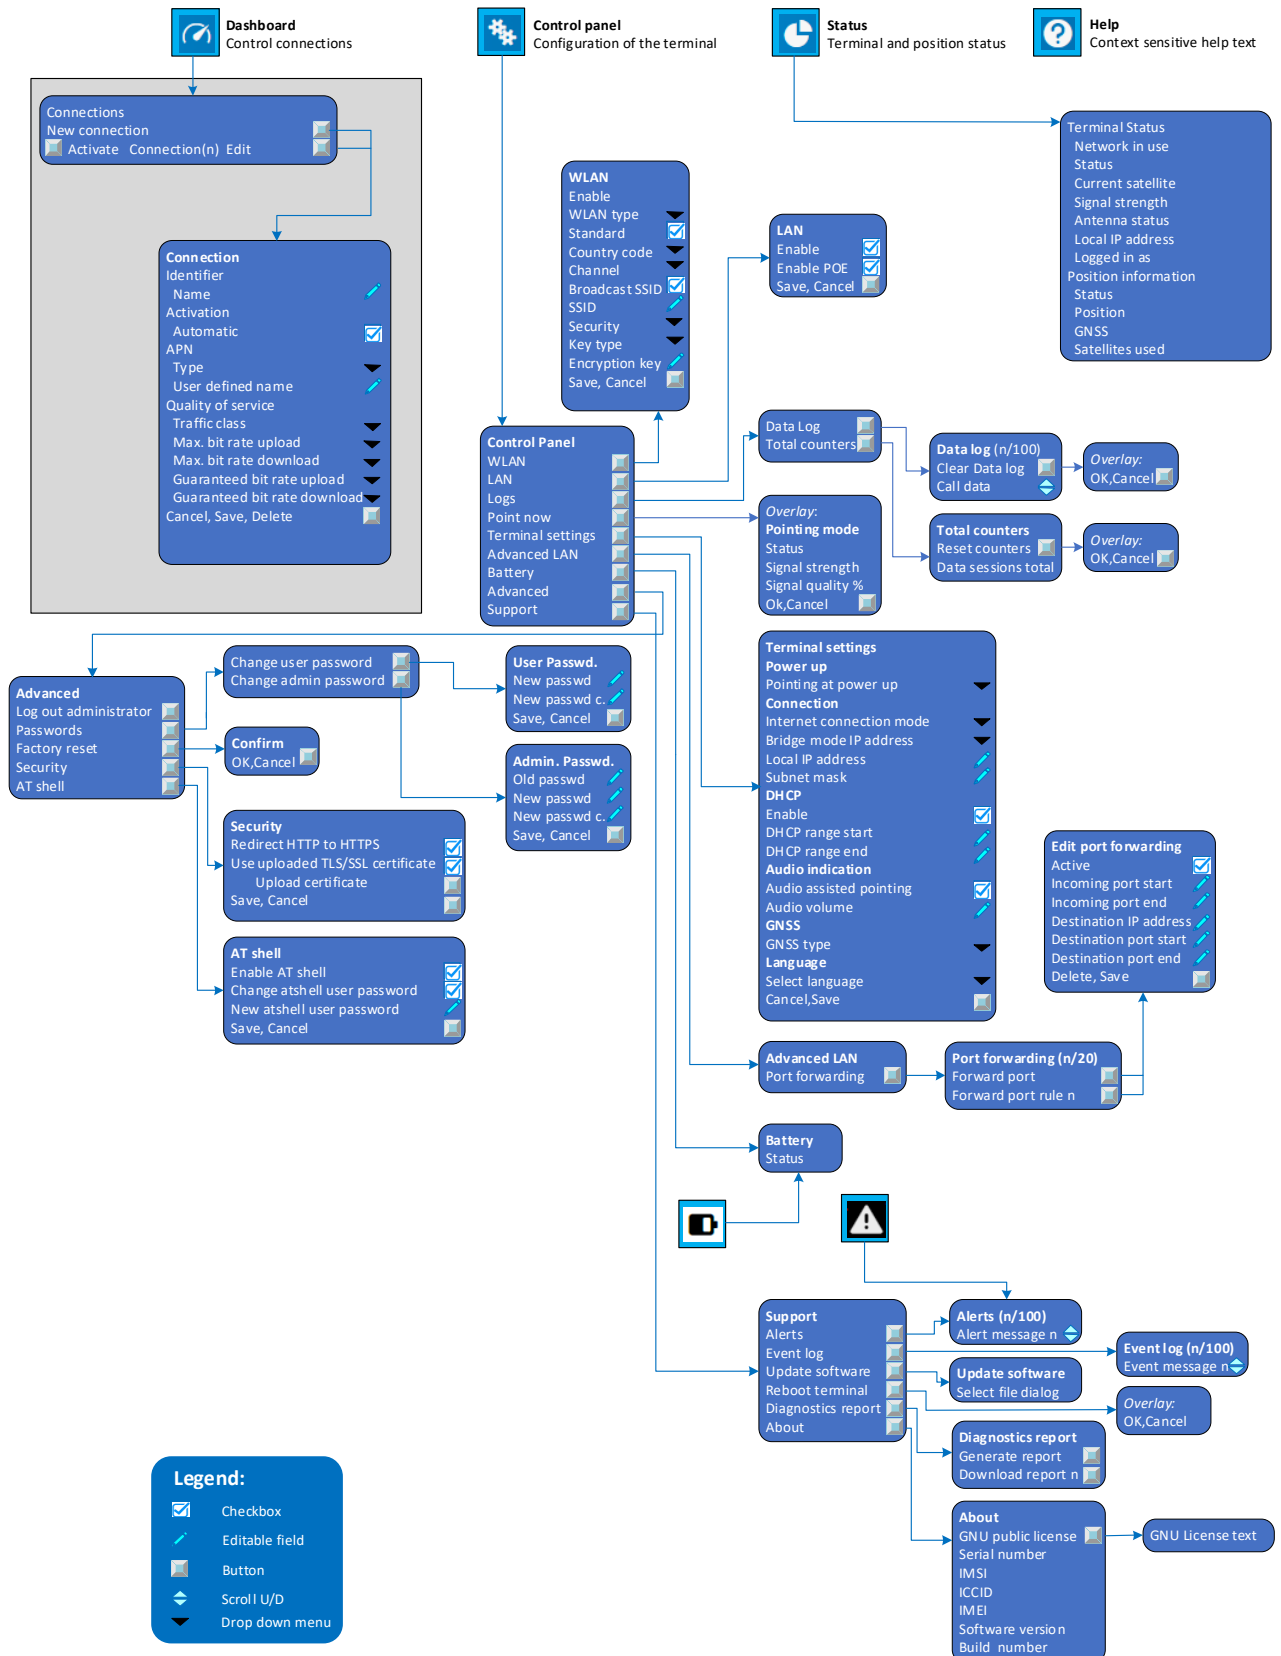 Dashboard
Control connections
Control panel
Configuration of the terminal
Status
Terminal and position status
Help
Context sensitive help text
Connections
New connection
Activate Connection(n) Edit
Connection
Identifier
Name
Activation
Automatic
APN
Type
User defined name
Quality of service
Traffic class
Max. bit rate upload
Max. bit rate download
Guaranteed bit rate upload
Guaranteed bit rate download
Cancel, Save, Delete
WLAN
Enable
WLAN type
Standard
Country code
Channel
Broadcast SSID
SSID
Security
Key type
Encryption key
Save, Cancel
LAN
Enable
Enable POE
Save, Cancel
Terminal Status
Network in use
Status
Current satellite
Signal strength
Antenna status
Local IP address
Logged in as
Position information
Status
Position
GNSS
Satellites used
Control Panel
WLAN
LAN
Logs
Point now
Terminal settings
Advanced LAN
Battery
Advanced
Support
Data Log
Total counters
Data log (n/100)
Clear Data log
Call data
Overlay:
OK,Cancel
Overlay:
Pointing mode
Status
Signal strength
Signal quality %
Ok,Cancel
Total counters
Reset counters
Data sessions total
Overlay:
OK,Cancel
Advanced
Log out administrator
Passwords
Factory reset
Security
AT shell
Change user password
Change admin password
User Passwd.
New passwd
New passwd c.
Save, Cancel
Confirm
OK,Cancel
Admin. Passwd.
Old passwd
New passwd
New passwd c.
Save, Cancel
Security
Redirect HTTP to HTTPS
Use uploaded TLS/SSL certificate
Upload certificate
Save, Cancel
AT shell
Enable AT shell
Change atshell user password
New atshell user password
Save, Cancel
Terminal settings
Power up
Pointing at power up
Connection
Internet connection mode
Bridge mode IP address
Local IP address
Subnet mask
DHCP
Enable
DHCP range start
DHCP range end
Audio indication
Audio assisted pointing
Audio volume
GNSS
GNSS type
Language
Select language
Cancel,Save
Edit port forwarding
Active
Incoming port start
Incoming port end
Destination IP address
Destination port start
Destination port end
Delete, Save
Advanced LAN
Port forwarding
Port forwarding (n/20)
Forward port
Forward port rule n
Battery
Status
Support
Alerts
Event log
Update software
Reboot terminal
Diagnostics report
About
Alerts (n/100)
Alert message n
Event log (n/100)
Event message n
Update software
Select file dialog
Overlay:
OK,Cancel
Diagnostics report
Generate report
Download report n
About
GNU public license
Serial number
IMSI
ICCID
IMEI
Software version
Build number
GNU License text
Legend:
Checkbox
Editable field
Button
Scroll U/D
Drop down menu